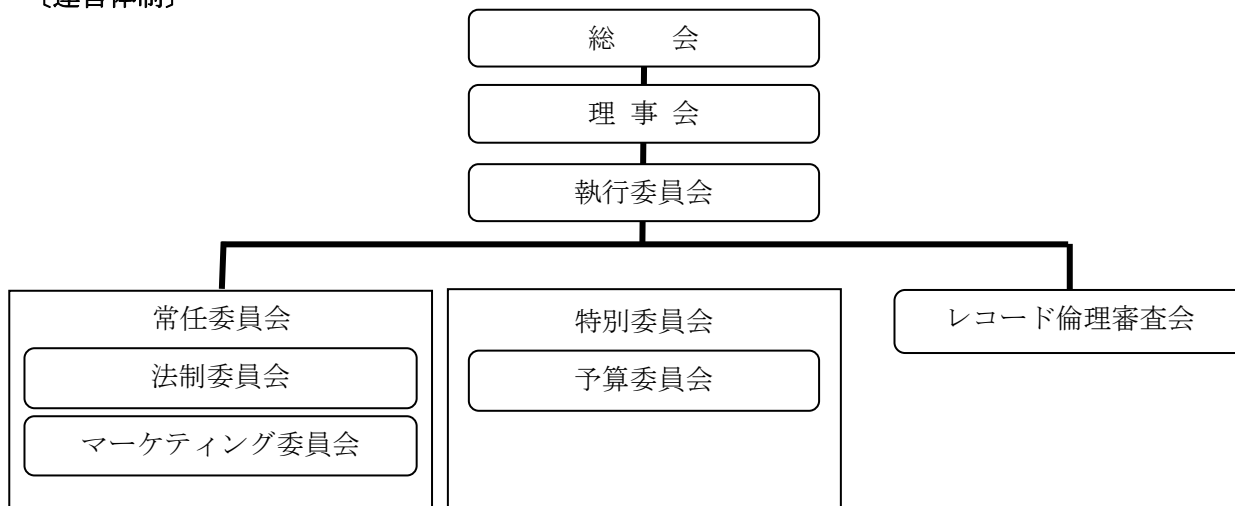 〔運営体制〕
総　　会
理 事 会
執行委員会
常任委員会
法制委員会
マーケティング委員会
特別委員会
予算委員会
レコード倫理審査会